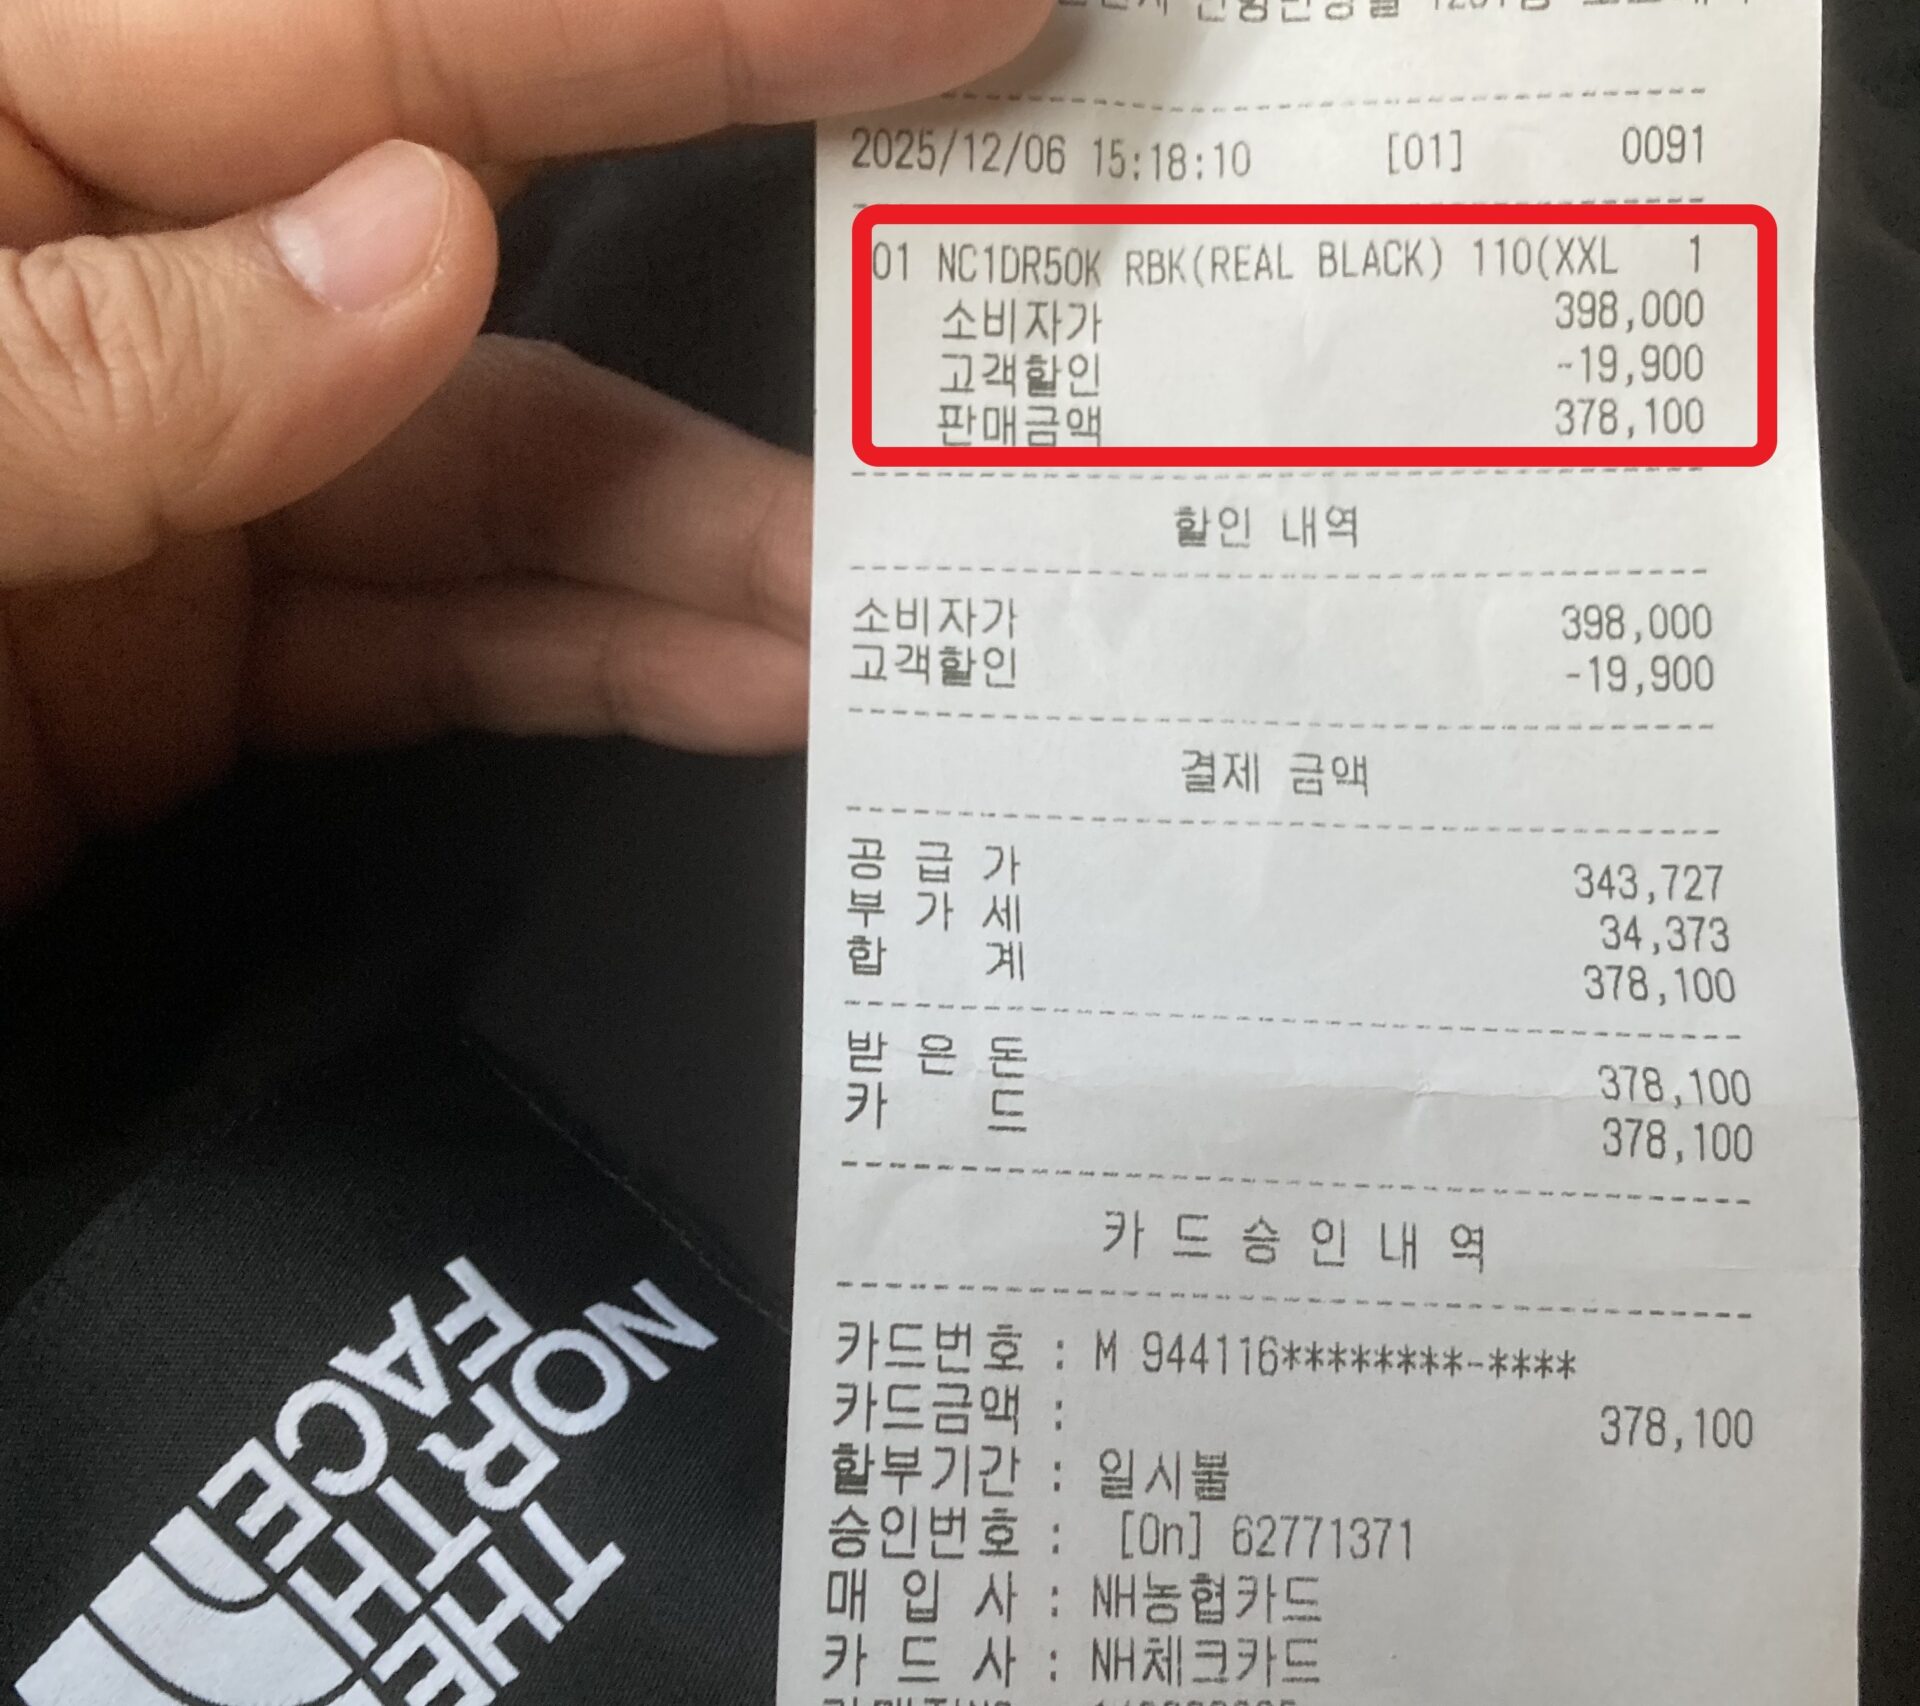 2025/12/06 15:18:10 [01] 0091
01 NC1DR50K RBK(REAL BLACK) 110(XXL 1
소비자가 398,000
고객할인 -19,900
판매금액 378,100
할인 내역
소비자가 398,000
고객할인 -19,900
결제 금액
공 급 가 343,727
부 가 세 34,373
합 계 378,100
받 은 돈 378,100
카 드 378,100
카 드 승 인 내 역
카드번호 : M 944116********-****
카드금액 : 378,100
할부기간 : 일시불
승인번호 : [On] 62771371
매 입 사 : NH농협카드
카 드 사 : NH체크카드
THE
NORTH
FACE